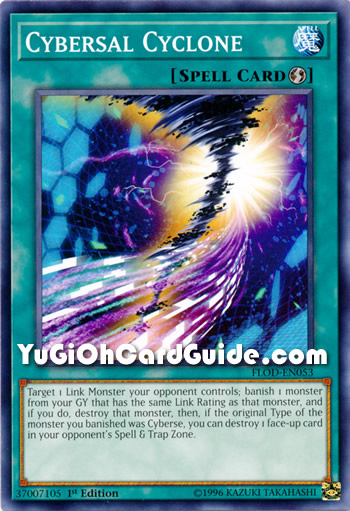 CYBERSAL CYCLONE
魔
[SPELL CARD]
YuGiOhCardGuide.com
FLOD-EN053
Target 1 Link Monster your opponent controls; banish 1
monster from your GY that has the same Link Rating as that monster, and
if you do, destroy that monster, then, if the original Type of the
monster you banished was Cyberse, you can destroy 1 face-up card
in your opponent's Spell & Trap Zone.
37007105 1st Edition ©1996 KAZUKI TAKAHASHI